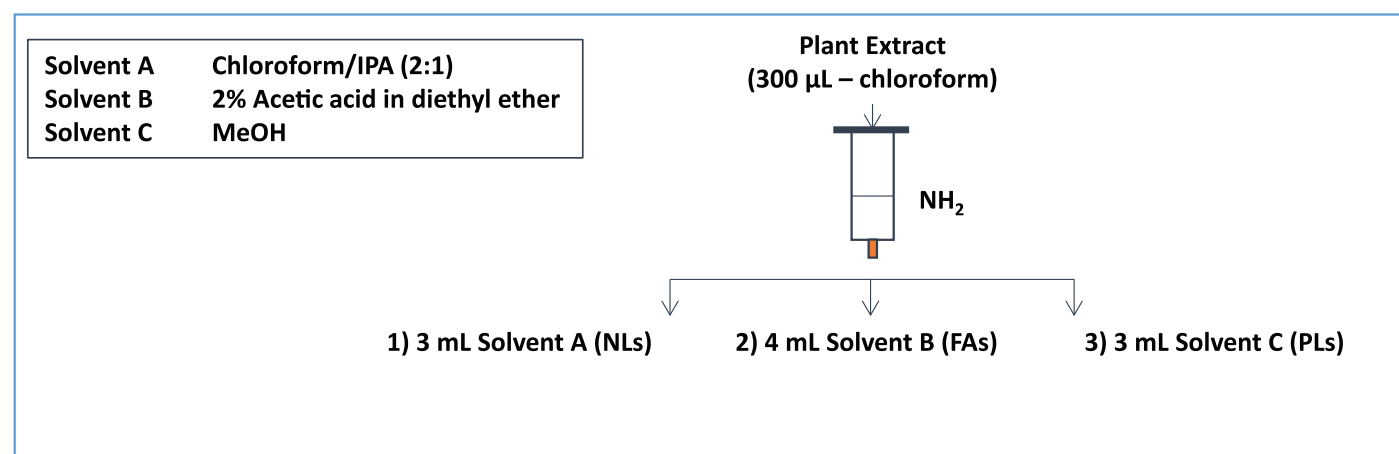 Solvent A Chloroform/IPA (2:1)
Solvent B 2% Acetic acid in diethyl ether
Solvent C MeOH
Plant Extract
(300 µL – chloroform)
NH₂
1) 3 mL Solvent A (NLs) 2) 4 mL Solvent B (FAs) 3) 3 mL Solvent C (PLs)